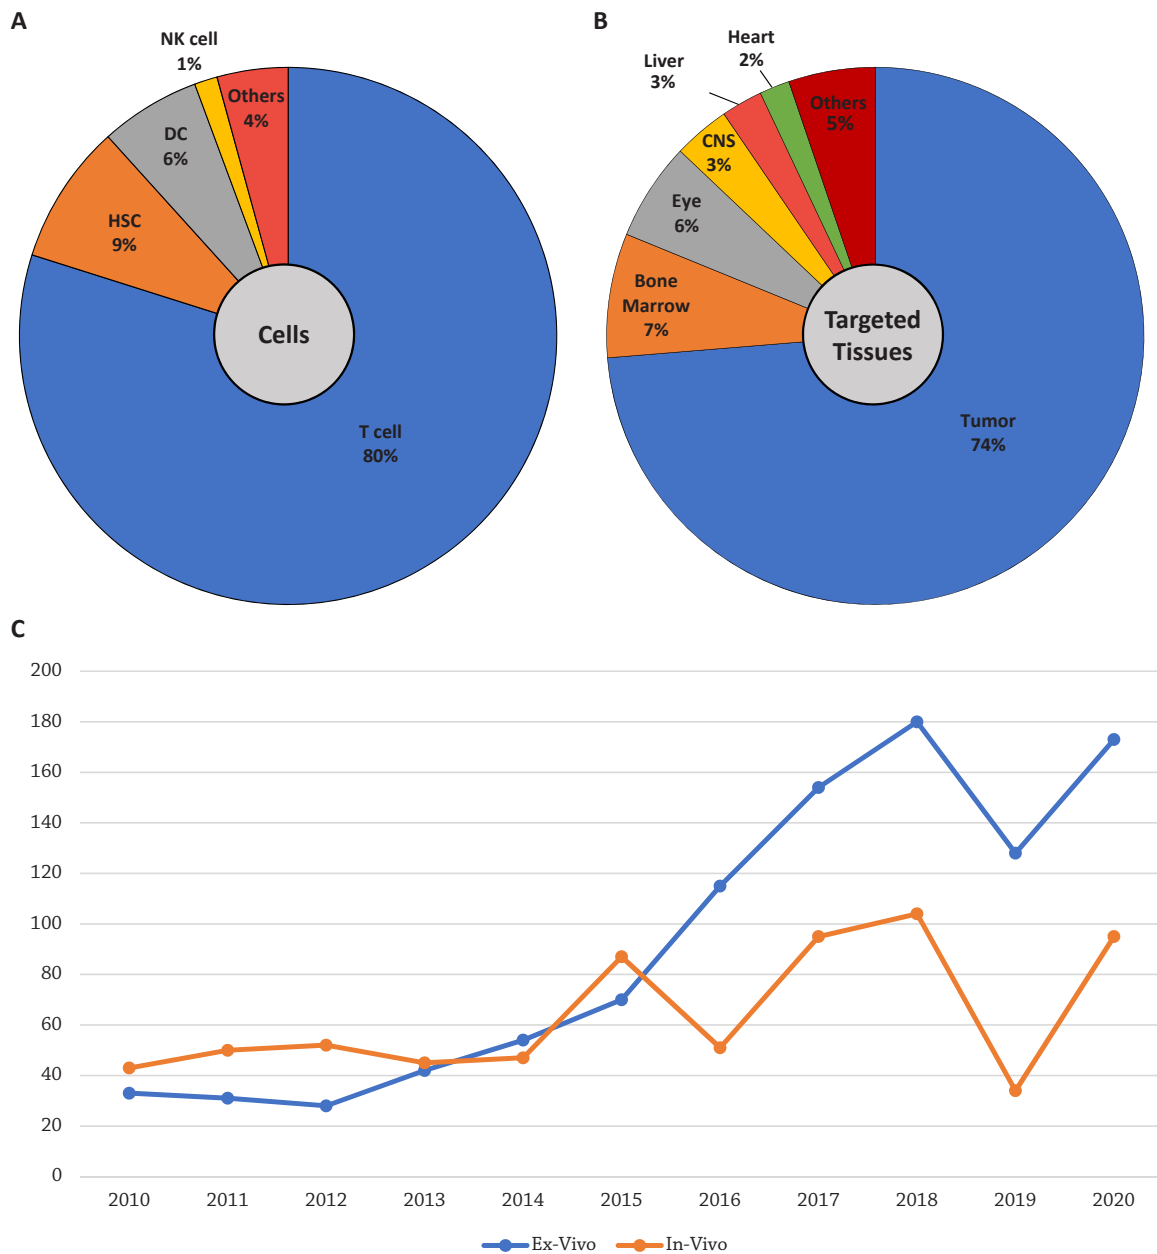 A
NK cell
1%
Others
4%
DC
6%
HSC
9%
Cells
T cell
80%
B
Heart
2%
Liver
3%
Others
5%
CNS
3%
Eye
6%
Bone
Marrow
7%
Targeted
Tissues
Tumor
74%
C
200
180
160
140
120
100
80
60
40
20
0
2010 2011 2012 2013 2014 2015 2016 2017 2018 2019 2020
Ex-Vivo In-Vivo